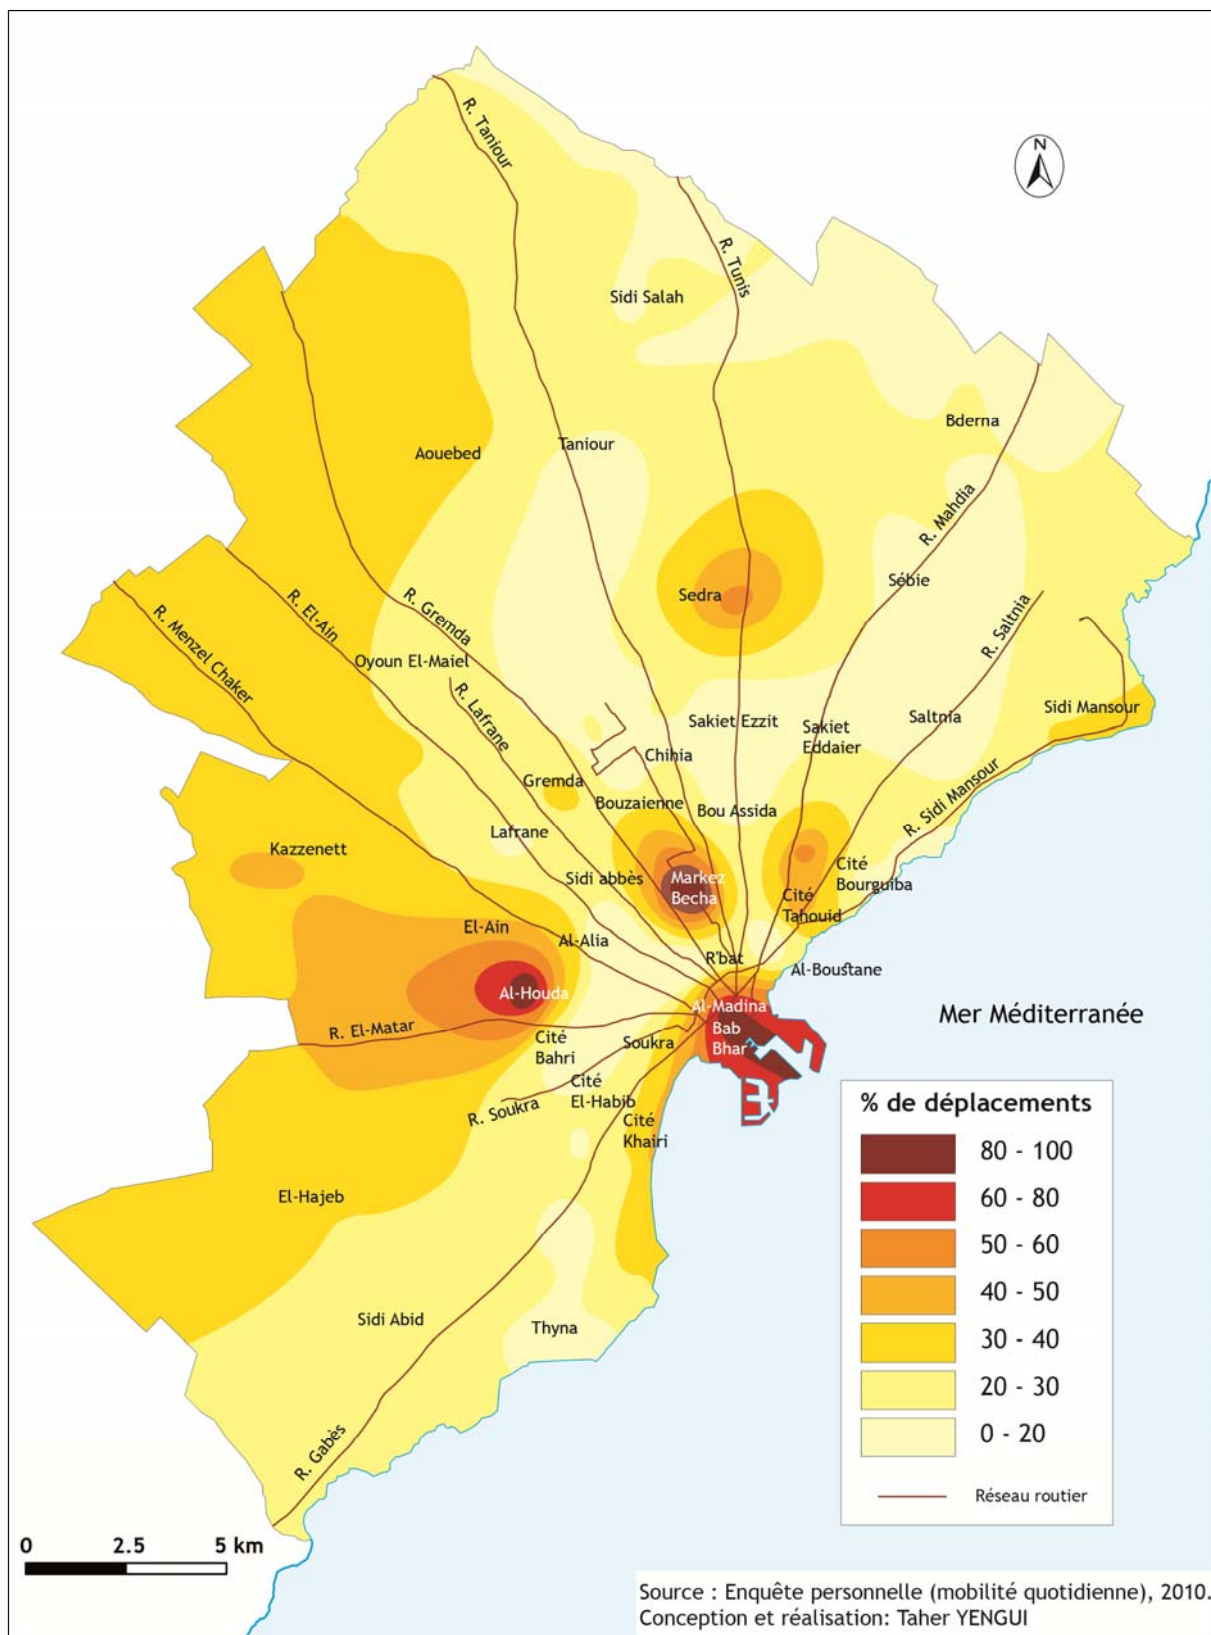 N
R. Taniour
R. Tunis
Sidi Salah
Bderna
Aouebed
Taniour
R. Mahdia
Sébie
Sedra
R. Saltnia
R. Menzel Chaker
R. El-Ain
R. Gremda
Oyoun El-Maiel
R. Lafrane
Sidi Mansour
Saltnia
Sakiet Ezzit
Sakiet
Eddaier
Chihia
Gremda
Bouzaienne
Bou Assida
R. Sidi Mansour
Lafrane
Kazzenett
Sidi abbès
Markez
Becha
Cité
Bourguiba
Cité
Tahouid
El-Ain
Al-Alia
R'bat
Al-Boustane
Al-Houda
Al-Madina
Bab
Bhar
Mer Méditerranée
R. El-Matar
Cité
Bahri
Soukra
Cité
El-Habib
R. Soukra
Cité
Khairi
El-Hajeb
Sidi Abid
Thyna
R. Gabès
% de déplacements
80 - 100
60 - 80
50 - 60
40 - 50
30 - 40
20 - 30
0 - 20
Réseau routier
0 2.5 5 km
Source : Enquête personnelle (mobilité quotidienne), 2010.
Conception et réalisation: Taher YENGUI